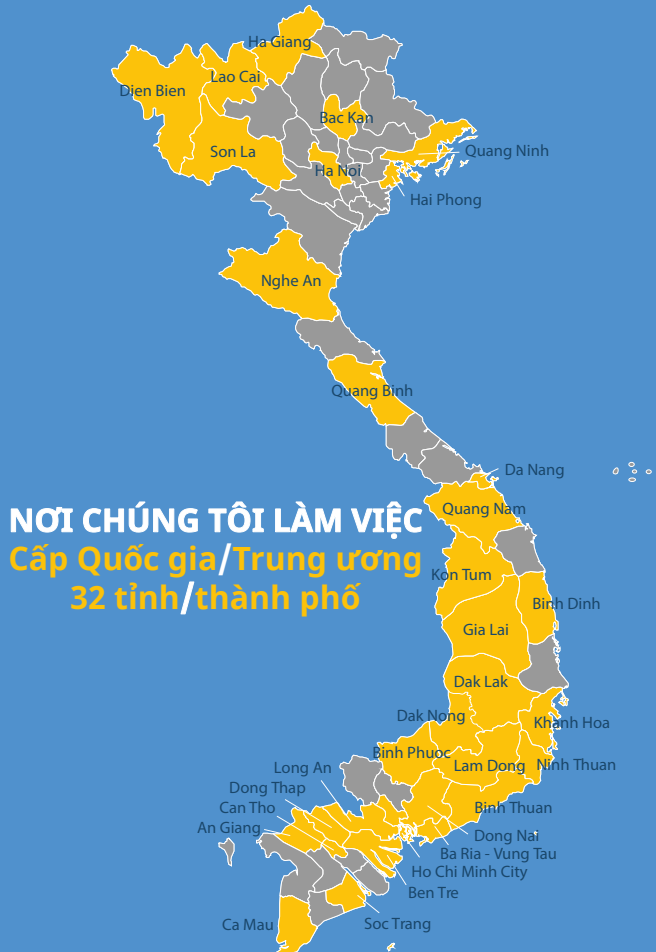 Ha Giang
Lao Cai
Dien Bien
Bac Kan
Son La
Quang Ninh
Ha Noi
Hai Phong
Nghe An
Quang Binh
Da Nang
Quang Nam
NƠI CHÚNG TÔI LÀM VIỆC
Cấp Quốc gia/Trung ương
32 tỉnh/thành phố
Kon Tum
Binh Dinh
Gia Lai
Dak Lak
Dak Nong
Khanh Hoa
Binh Phuoc
Lam Dong
Ninh Thuan
Long An
Dong Thap
Can Tho
An Giang
Binh Thuan
Dong Nai
Ba Ria - Vung Tau
Ho Chi Minh City
Ben Tre
Ca Mau
Soc Trang